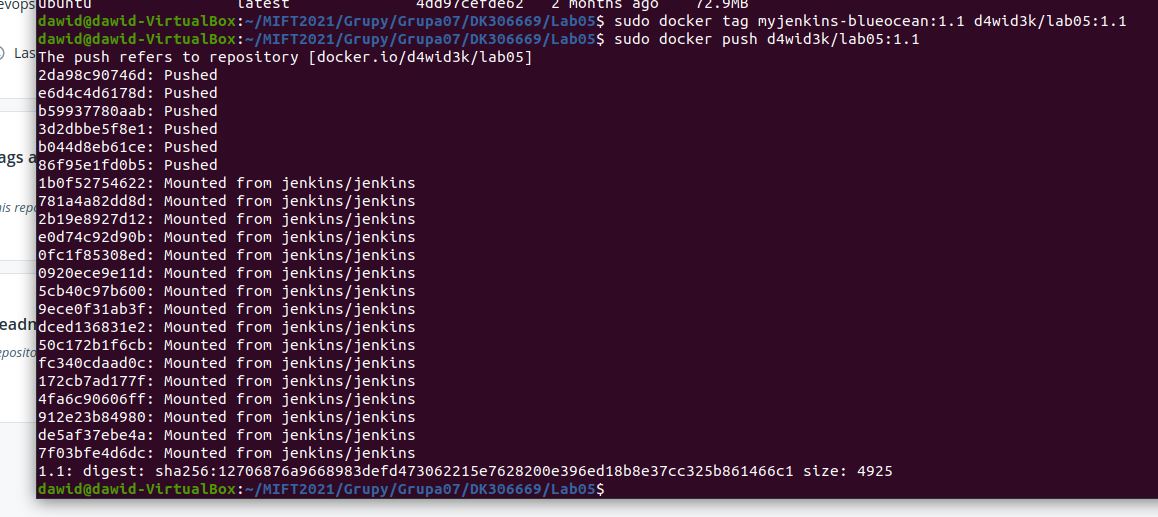 evops
ubuntu latest 4dd97cefde62 2 months ago 72.9MB
dawid@dawid-VirtualBox:~/MIFT2021/Grupy/Grupa07/DK306669/Lab05$ sudo docker tag myjenkins-blueocean:1.1 d4wid3k/lab05:1.1
dawid@dawid-VirtualBox:~/MIFT2021/Grupy/Grupa07/DK306669/Lab05$ sudo docker push d4wid3k/lab05:1.1
Las
The push refers to repository [docker.io/d4wid3k/lab05]
2da98c90746d: Pushed
e6d4c4d6178d: Pushed
b59937780aab: Pushed
3d2dbbe5f8e1: Pushed
b044d8eb61ce: Pushed
ags a
86f95e1fd0b5: Pushed
1b0f52754622: Mounted from jenkins/jenkins
781a4a82dd8d: Mounted from jenkins/jenkins
his repo
2b19e8927d12: Mounted from jenkins/jenkins
e0d74c92d90b: Mounted from jenkins/jenkins
0fc1f85308ed: Mounted from jenkins/jenkins
0920ece9e11d: Mounted from jenkins/jenkins
5cb40c97b600: Mounted from jenkins/jenkins
9ece0f31ab3f: Mounted from jenkins/jenkins
eadn
dced136831e2: Mounted from jenkins/jenkins
50c172b1f6cb: Mounted from jenkins/jenkins
eposito
fc340cdaad0c: Mounted from jenkins/jenkins
172cb7ad177f: Mounted from jenkins/jenkins
4fa6c90606ff: Mounted from jenkins/jenkins
912e23b84980: Mounted from jenkins/jenkins
de5af37ebe4a: Mounted from jenkins/jenkins
7f03bfe4d6dc: Mounted from jenkins/jenkins
1.1: digest: sha256:12706876a9668983defd473062215e7628200e396ed18b8e37cc325b861466c1 size: 4925
dawid@dawid-VirtualBox:~/MIFT2021/Grupy/Grupa07/DK306669/Lab05$